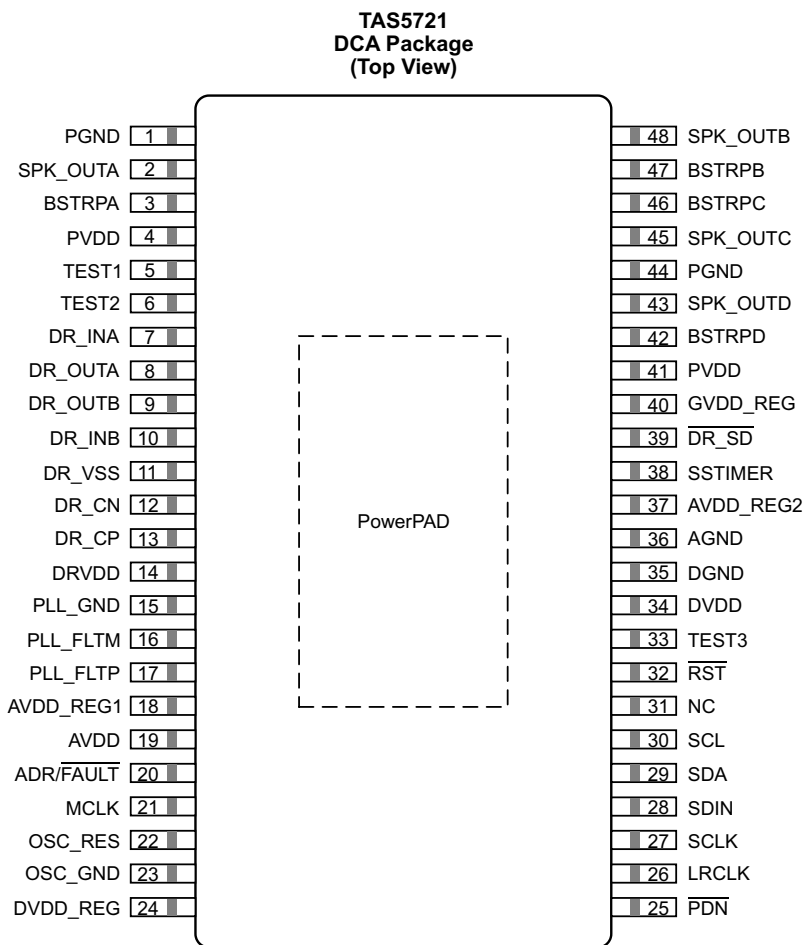 TAS5721
DCA Package
(Top View)
PGND 1
SPK_OUTA 2
BSTRPA 3
PVDD 4
TEST1 5
TEST2 6
DR_INA 7
DR_OUTA 8
DR_OUTB 9
DR_INB 10
DR_VSS 11
DR_CN 12
DR_CP 13
DRVDD 14
PLL_GND 15
PLL_FLTM 16
PLL_FLTP 17
AVDD_REG1 18
AVDD 19
ADR/FAULT 20
MCLK 21
OSC_RES 22
OSC_GND 23
DVDD_REG 24
PowerPAD
48 SPK_OUTB
47 BSTRPB
46 BSTRPC
45 SPK_OUTC
44 PGND
43 SPK_OUTD
42 BSTRPD
41 PVDD
40 GVDD_REG
39 DR_SD
38 SSTIMER
37 AVDD_REG2
36 AGND
35 DGND
34 DVDD
33 TEST3
32 RST
31 NC
30 SCL
29 SDA
28 SDIN
27 SCLK
26 LRCLK
25 PDN